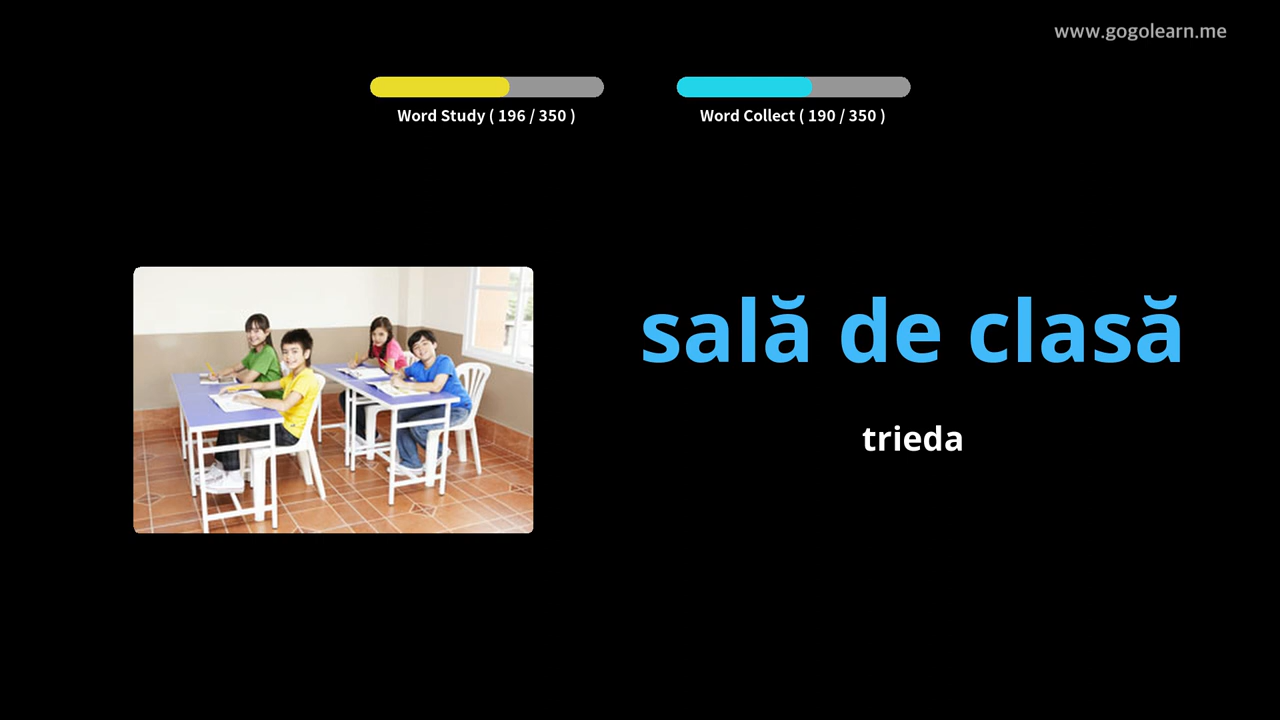 www.gogolearn.me
Word Study ( 196 / 350 )
Word Collect ( 190 / 350 )
sală de clasă
trieda